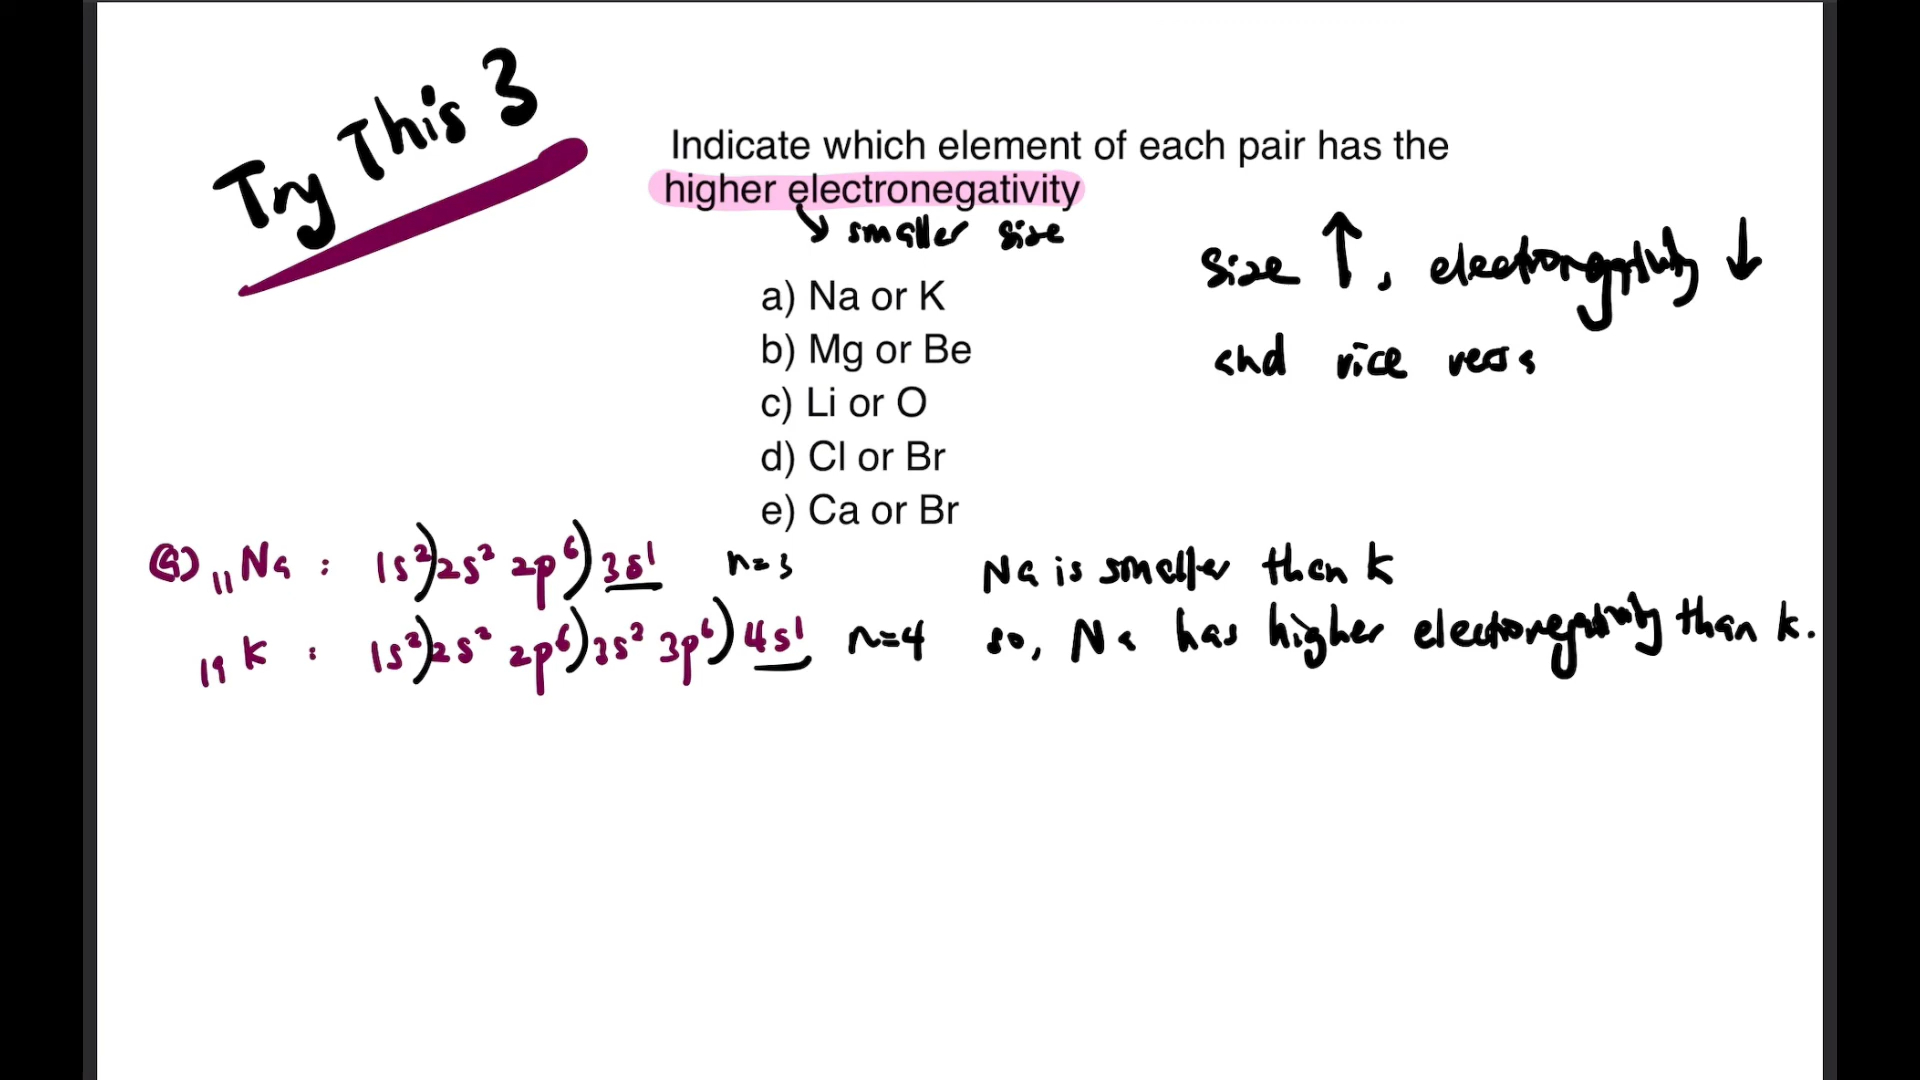 Try This 3
Indicate which element of each pair has the
higher electronegativity
↘ smaller size
size ↑, electronegativity ↓
and vice versa
a) Na or K
b) Mg or Be
c) Li or O
d) Cl or Br
e) Ca or Br
(a) ₁₁Na : 1s²)2s² 2p⁶)3s¹ n=3 Na is smaller than K
₁₉K : 1s²)2s² 2p⁶)3s² 3p⁶)4s¹ n=4 so, Na has higher electronegativity than K.